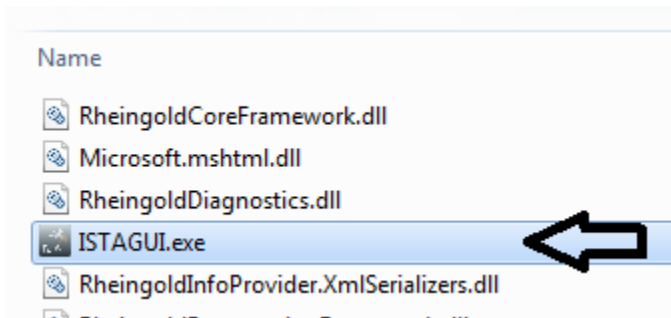 Name
RheingoldCoreFramework.dll
Microsoft.mshtml.dll
RheingoldDiagnostics.dll
ISTAGUI.exe
RheingoldInfoProvider.XmlSerializers.dll